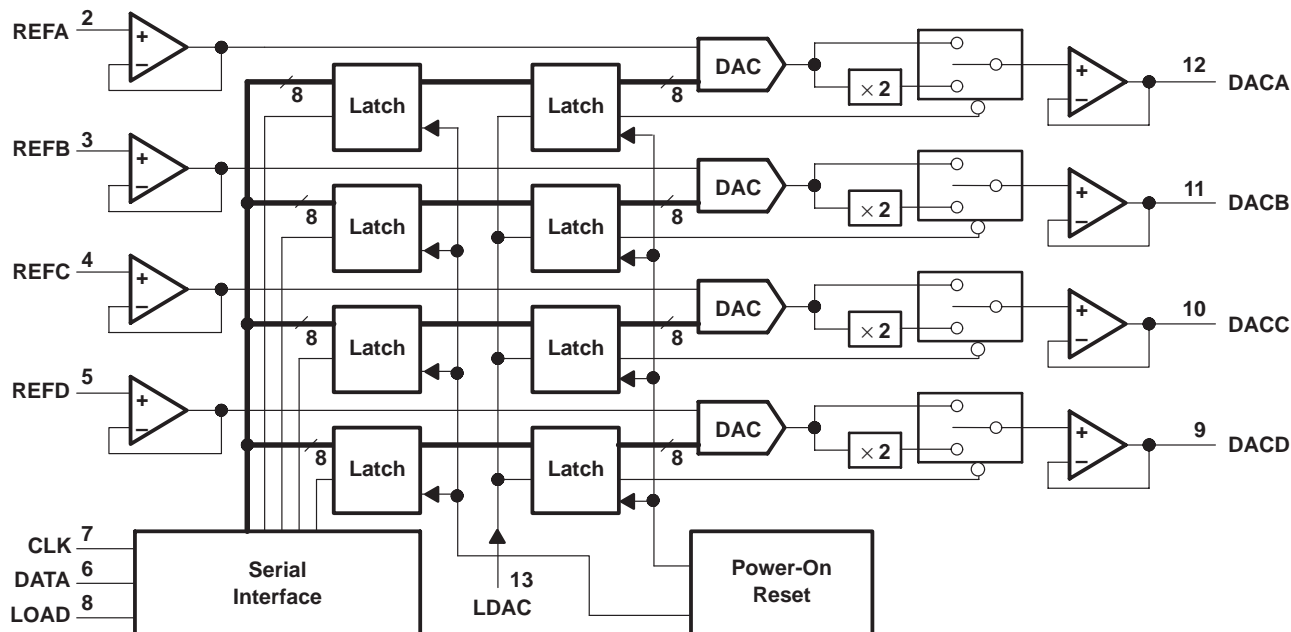 REFA 2
+
−
8
Latch
Latch
8
DAC
× 2
+
−
12
DACA
REFB 3
+
−
8
Latch
Latch
8
DAC
× 2
+
−
11
DACB
REFC 4
+
−
8
Latch
Latch
8
DAC
× 2
+
−
10
DACC
REFD 5
+
−
8
Latch
Latch
8
DAC
× 2
+
−
9
DACD
CLK 7
DATA 6
LOAD 8
Serial
Interface
13
LDAC
Power-On
Reset